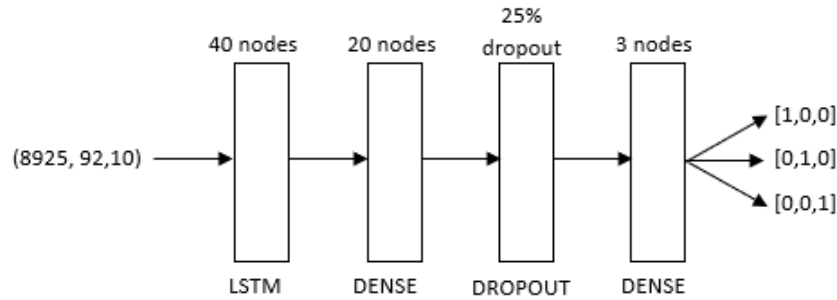 25%
40 nodes
20 nodes
dropout
3 nodes
[1,0,0]
(8925, 92,10)
[0,1,0]
[0,0,1]
LSTM
DENSE
DROPOUT
DENSE